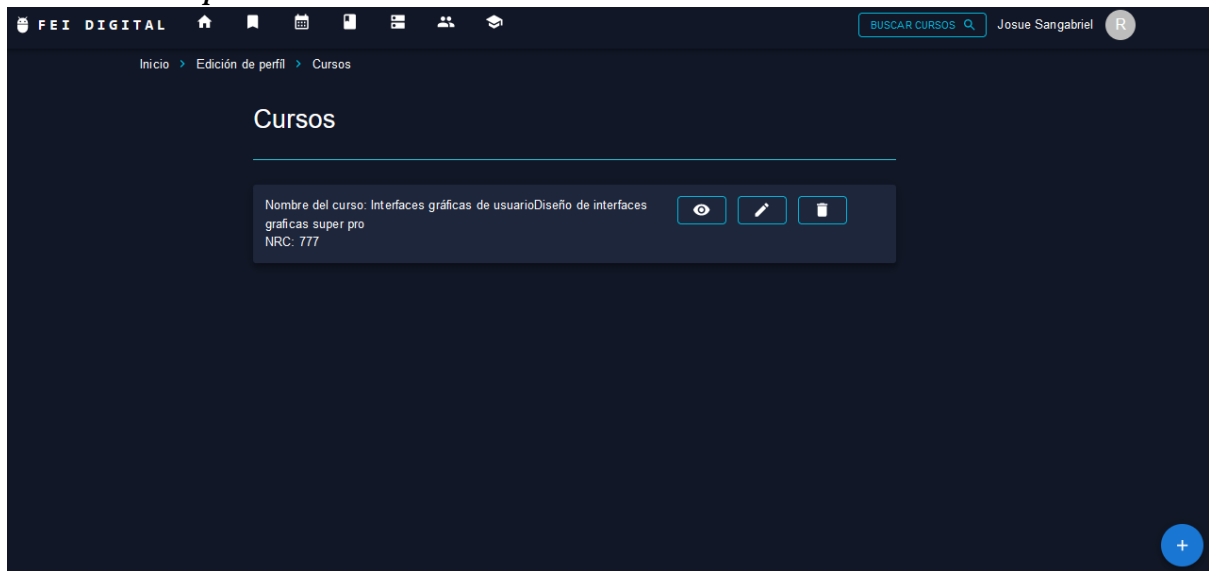 FEI DIGITAL
BUSCAR CURSOS
Josue Sangabriel
R
Inicio > Edición de perfil > Cursos
Cursos
Nombre del curso: Interfaces gráficas de usuarioDiseño de interfaces
graficas super pro
NRC: 777
+